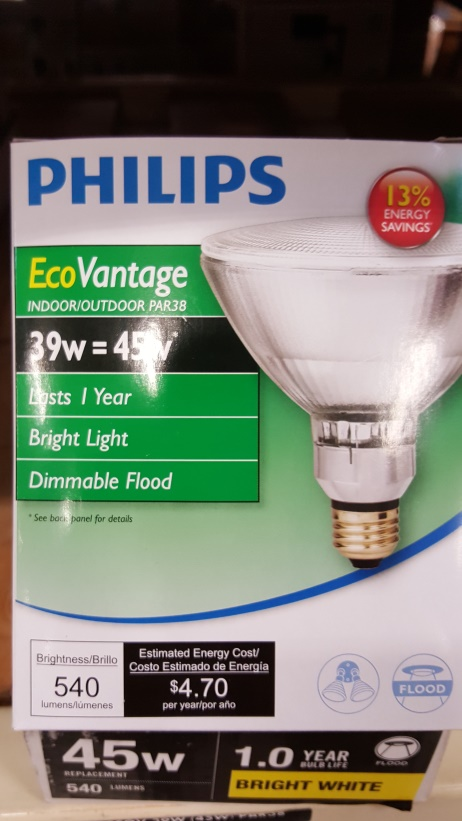 PHILIPS
13%
ENERGY
SAVINGS*
EcoVantage
INDOOR/OUTDOOR PAR38
39w = 45w*
Lasts 1 Year
Bright Light
Dimmable Flood
* See back panel for details
Brightness/Brillo
540
lumens/lúmenes
Estimated Energy Cost/
Costo Estimado de Energía
$4.70
per year/por año
FLOOD
45w
REPLACEMENT
540 LUMENS
1.0 YEAR
BULB LIFE
FLOOD
BRIGHT WHITE